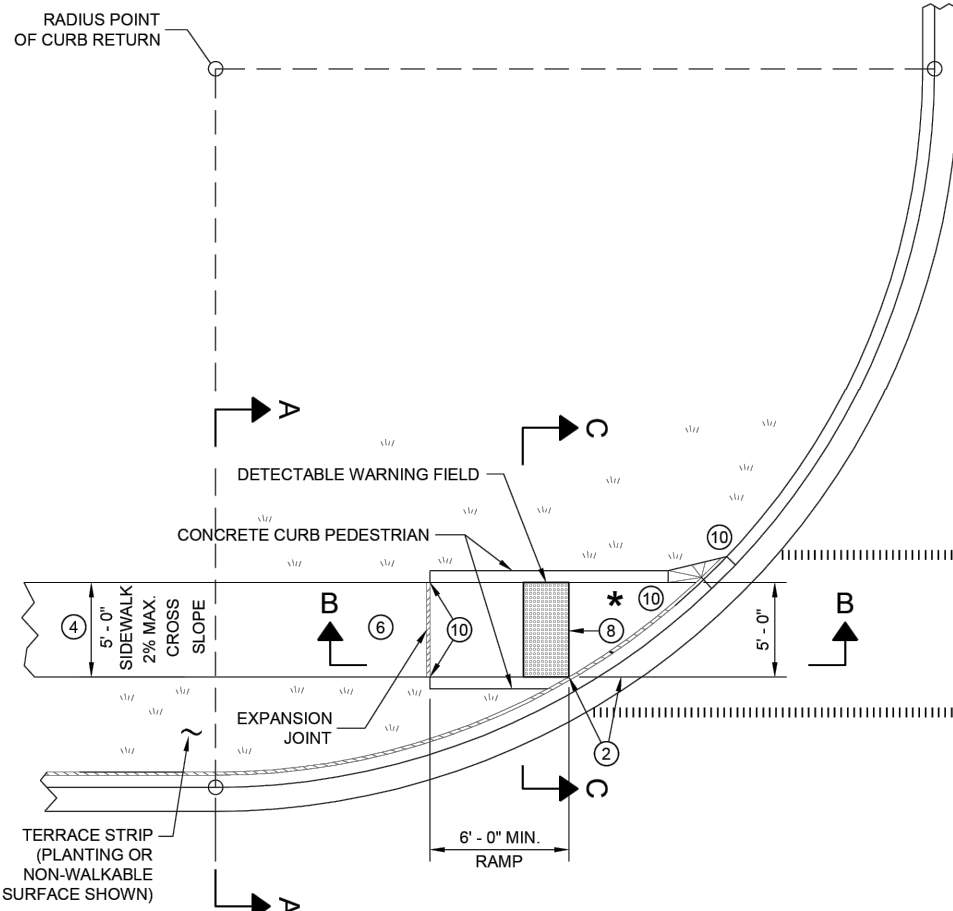 RADIUS POINT
OF CURB RETURN
A
C
DETECTABLE WARNING FIELD
CONCRETE CURB PEDESTRIAN
10
4
5' - 0"
SIDEWALK
2% MAX.
CROSS
SLOPE
B
6
10
*
10
8
5' - 0"
B
EXPANSION
JOINT
2
~
C
TERRACE STRIP
(PLANTING OR
NON-WALKABLE
SURFACE SHOWN)
6' - 0" MIN.
RAMP
A